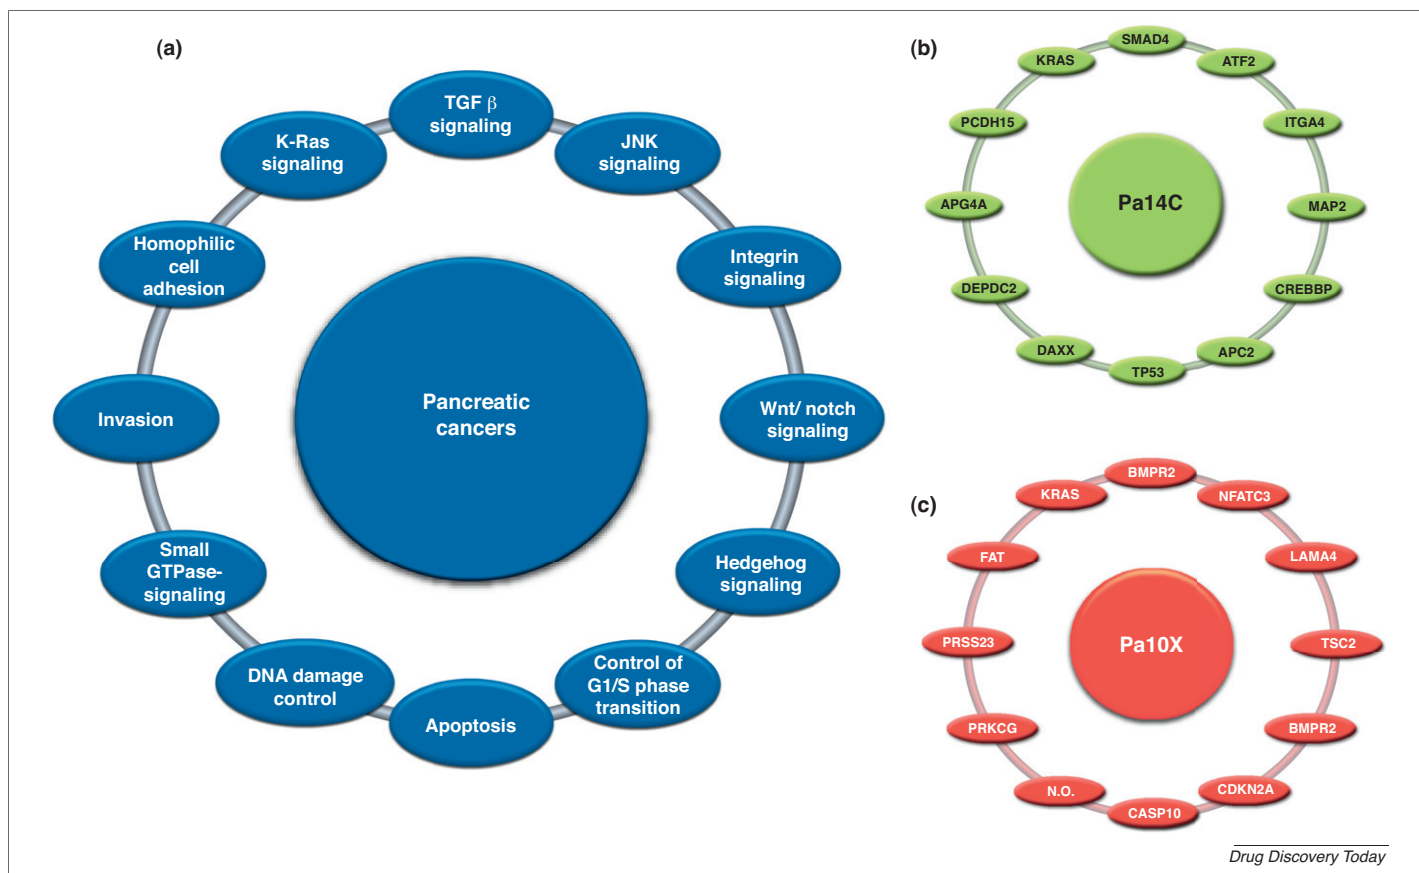 (a)
TGF β
signaling
JNK
signaling
Integrin
signaling
Wnt/ notch
signaling
Hedgehog
signaling
Control of
G1/S phase
transition
Apoptosis
DNA damage
control
Small
GTPase-
signaling
Invasion
Homophilic
cell
adhesion
K-Ras
signaling
Pancreatic
cancers
(b)
SMAD4
ATF2
ITGA4
MAP2
CREBBP
APC2
TP53
DAXX
DEPDC2
APG4A
PCDH15
KRAS
Pa14C
(c)
BMPR2
NFATC3
LAMA4
TSC2
BMPR2
CDKN2A
CASP10
N.O.
PRKCG
PRSS23
FAT
KRAS
Pa10X
Drug Discovery Today